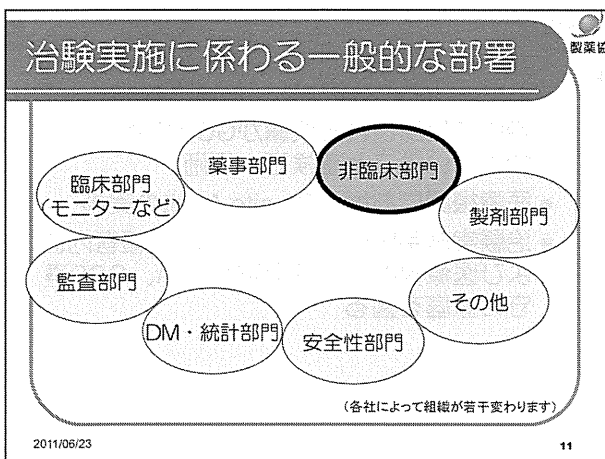 治験実施に係わる一般的な部署
製薬協
薬事部門
非臨床部門
臨床部門
(モニターなど)
製剤部門
監査部門
その他
DM・統計部門
安全性部門
(各社によって組織が若干変わります)
2011/06/23
11